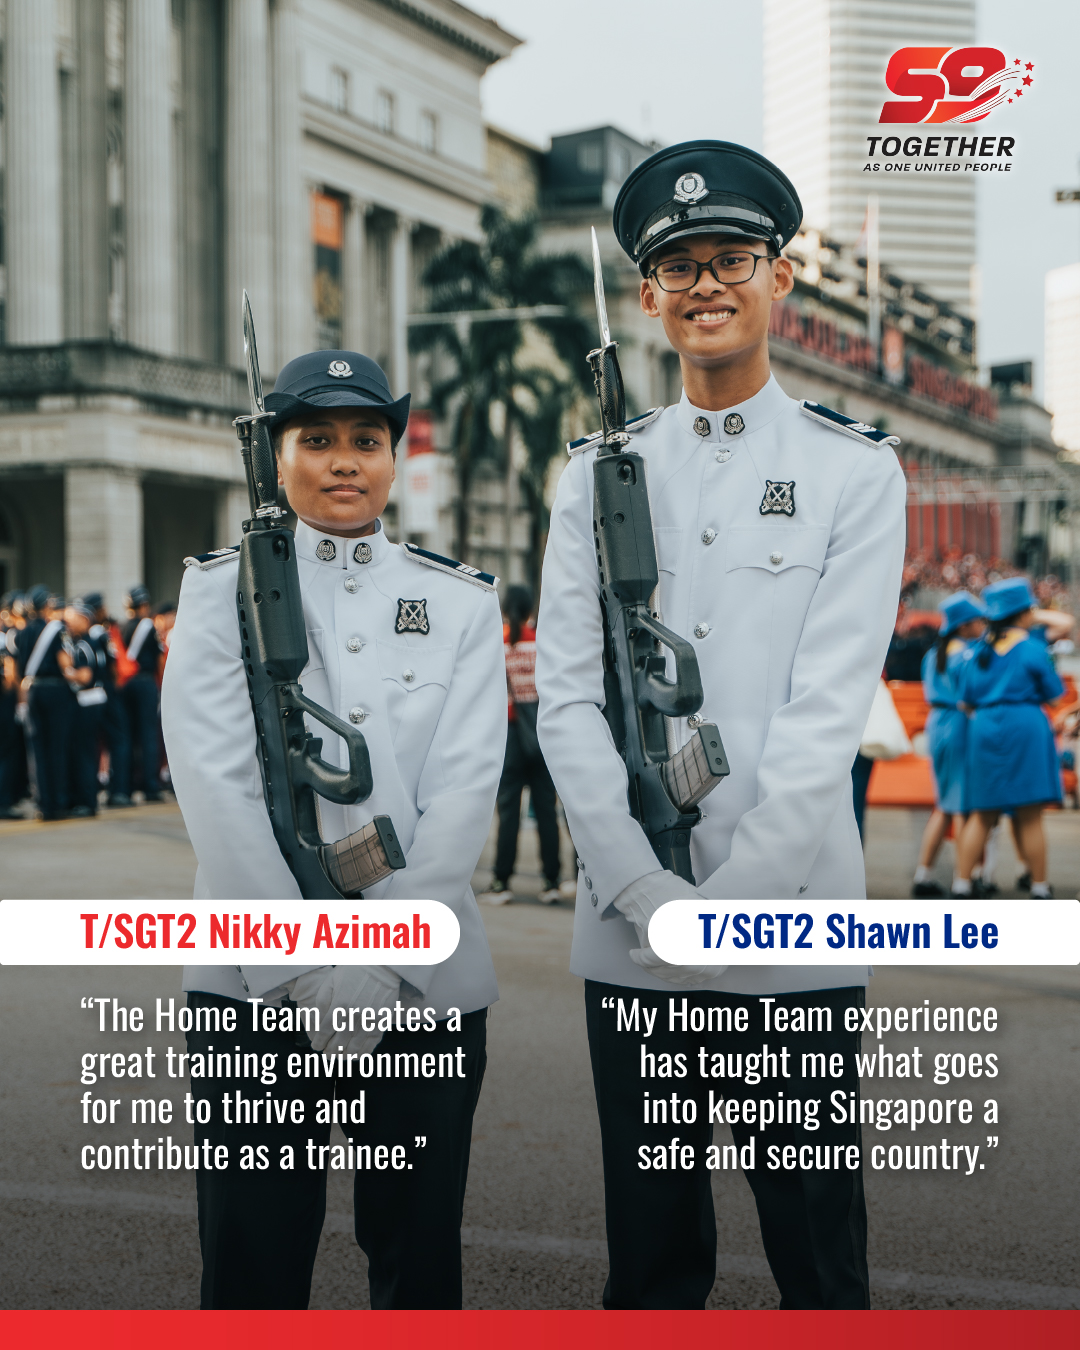 59
TOGETHER
AS ONE UNITED PEOPLE
MAJULAH SINGAPORE
T/SGT2 Nikky Azimah
“The Home Team creates a
great training environment
for me to thrive and
contribute as a trainee.”
T/SGT2 Shawn Lee
“My Home Team experience
has taught me what goes
into keeping Singapore a
safe and secure country.”